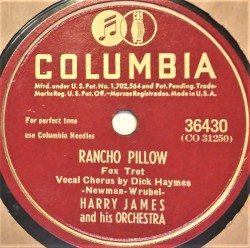 COLUMBIA
Mfd. under U.S. Pat. No. 1,702,564 and Pat. Pending. Trade-
Marks Reg. U.S. Pat. Off.-Marcas Registradas. Made in U.S.A.
For perfect tone
use Columbia Needles
36430
(CO 31250)
RANCHO PILLOW
Fox Trot
Vocal Chorus by Dick Haymes
-Newman-Wrubel-
HARRY JAMES
and his ORCHESTRA